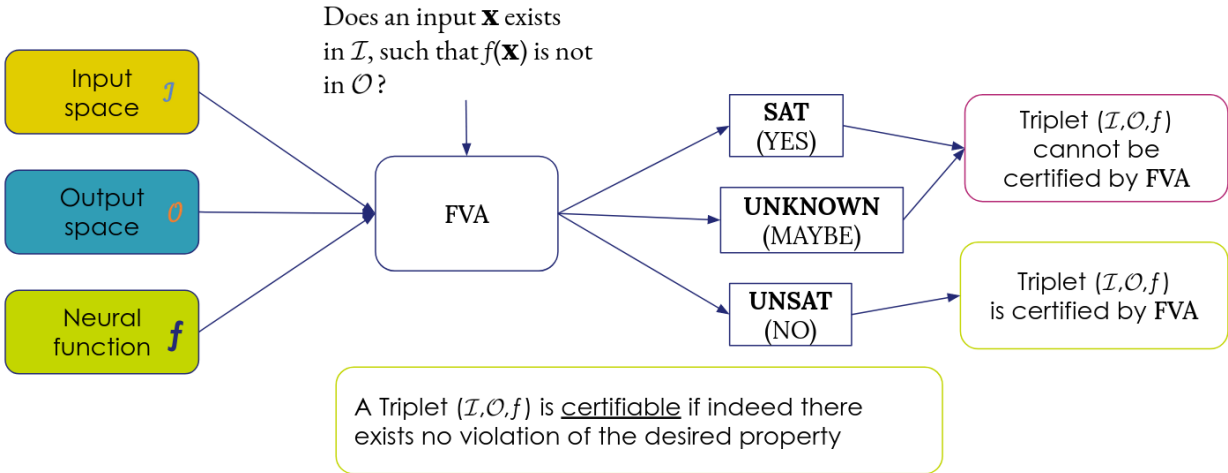 Does an input x exists
in ℐ, such that f(x) is not
in 𝒪?
Input
space ℐ
Output
space 𝒪
Neural
function f
FVA
SAT
(YES)
UNKNOWN
(MAYBE)
UNSAT
(NO)
Triplet (ℐ,𝒪,f)
cannot be
certified by FVA
Triplet (ℐ,𝒪,f)
is certified by FVA
A Triplet (ℐ,𝒪,f) is certifiable if indeed there
exists no violation of the desired property